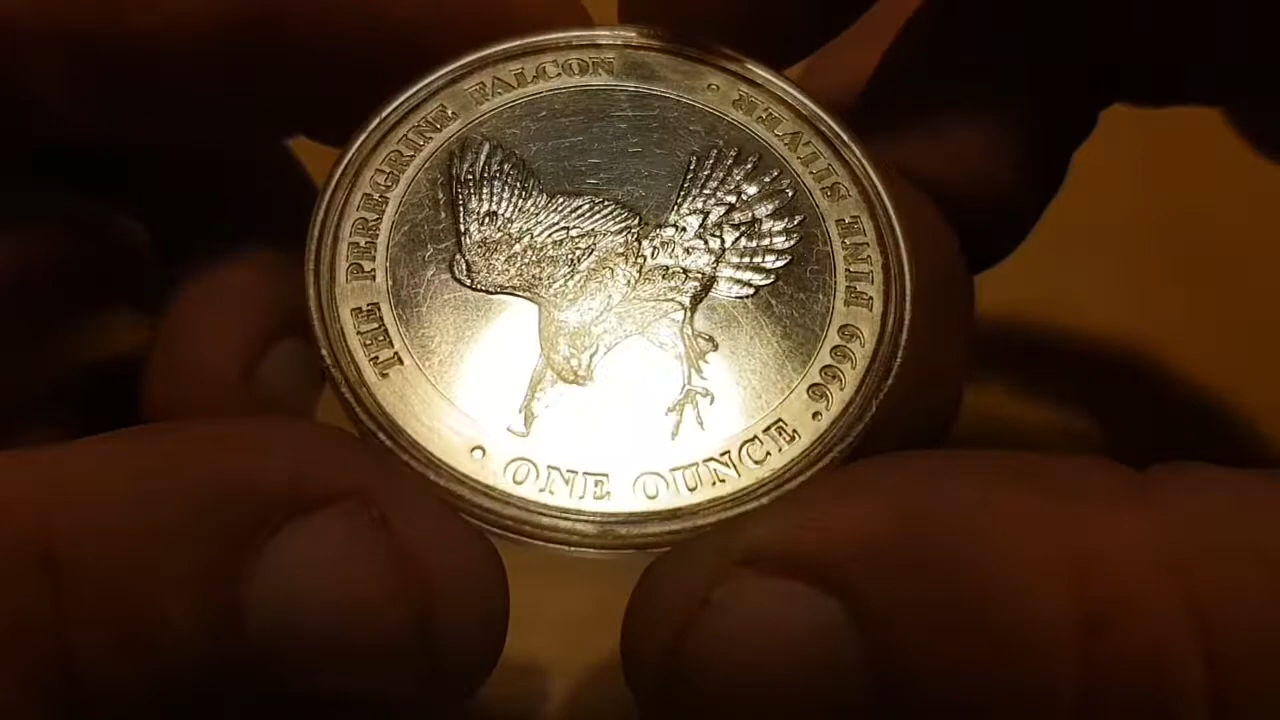 THE PEREGRINE FALCON
· ONE OUNCE ·
9999 FINE SILVER ·